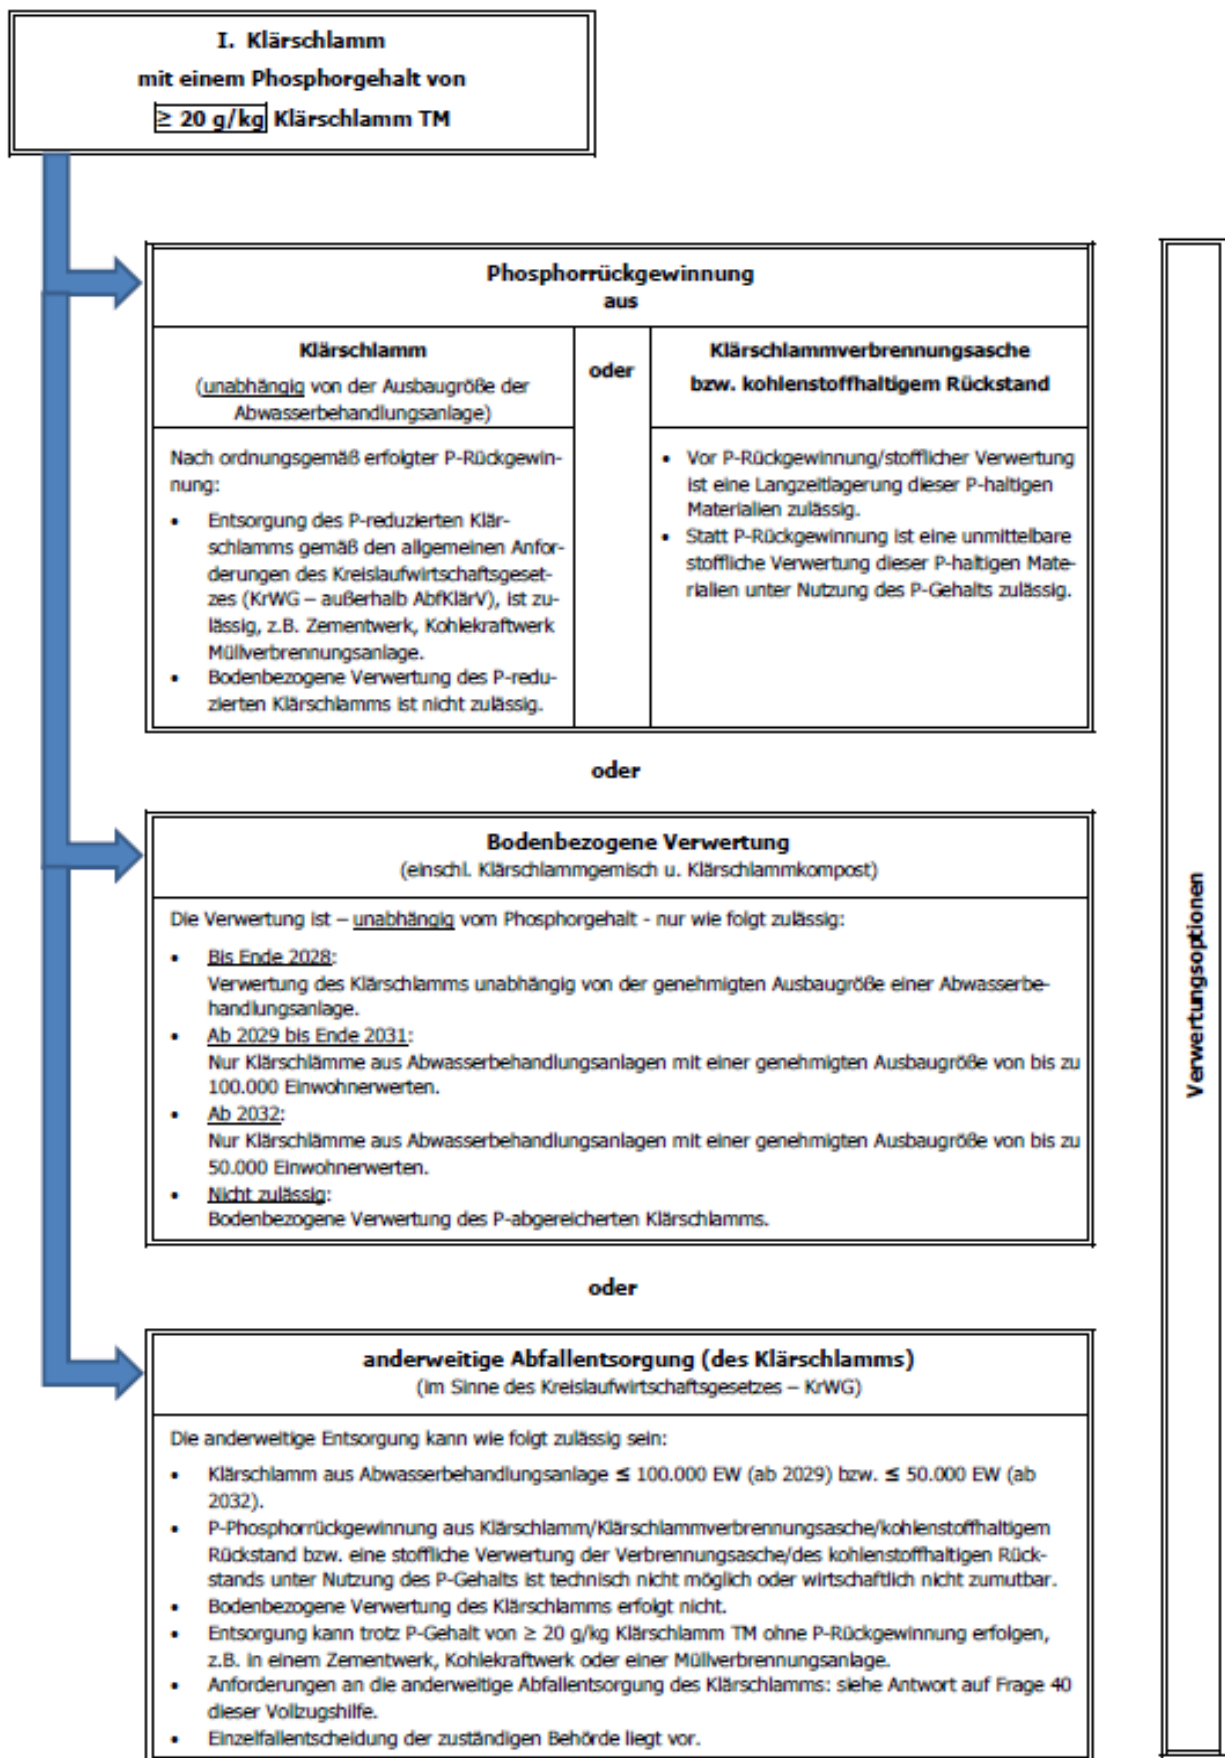 I. Klärschlamm
mit einem Phosphorgehalt von
≥ 20 g/kg Klärschlamm TM
Phosphorrückgewinnung
aus
Klärschlamm
(unabhängig von der Ausbaugröße der
Abwasserbehandlungsanlage)
oder
Klärschlammverbrennungsasche
bzw. kohlenstoffhaltigem Rückstand
Nach ordnungsgemäß erfolgter P-Rückgewin-
nung:
• Entsorgung des P-reduzierten Klär-
schlamms gemäß den allgemeinen Anfor-
derungen des Kreislaufwirtschaftsgeset-
zes (KrWG – außerhalb AbfKlärV), ist zu-
lässig, z.B. Zementwerk, Kohlekraftwerk
Müllverbrennungsanlage.
• Bodenbezogene Verwertung des P-redu-
zierten Klärschlamms ist nicht zulässig.
• Vor P-Rückgewinnung/stofflicher Verwertung
ist eine Langzeitlagerung dieser P-haltigen
Materialien zulässig.
• Statt P-Rückgewinnung ist eine unmittelbare
stoffliche Verwertung dieser P-haltigen Mate-
rialien unter Nutzung des P-Gehalts zulässig.
oder
Bodenbezogene Verwertung
(einschl. Klärschlammgemisch u. Klärschlammkompost)
Die Verwertung ist – unabhängig vom Phosphorgehalt - nur wie folgt zulässig:
• Bis Ende 2028:
Verwertung des Klärschlamms unabhängig von der genehmigten Ausbaugröße einer Abwasserbe-
handlungsanlage.
• Ab 2029 bis Ende 2031:
Nur Klärschlämme aus Abwasserbehandlungsanlagen mit einer genehmigten Ausbaugröße von bis zu
100.000 Einwohnerwerten.
• Ab 2032:
Nur Klärschlämme aus Abwasserbehandlungsanlagen mit einer genehmigten Ausbaugröße von bis zu
50.000 Einwohnerwerten.
• Nicht zulässig:
Bodenbezogene Verwertung des P-abgereicherten Klärschlamms.
oder
anderweitige Abfallentsorgung (des Klärschlamms)
(im Sinne des Kreislaufwirtschaftsgesetzes – KrWG)
Die anderweitige Entsorgung kann wie folgt zulässig sein:
• Klärschlamm aus Abwasserbehandlungsanlage ≤ 100.000 EW (ab 2029) bzw. ≤ 50.000 EW (ab
2032).
• P-Phosphorrückgewinnung aus Klärschlamm/Klärschlammverbrennungsasche/kohlenstoffhaltigem
Rückstand bzw. eine stoffliche Verwertung der Verbrennungsasche/des kohlenstoffhaltigen Rück-
stands unter Nutzung des P-Gehalts ist technisch nicht möglich oder wirtschaftlich nicht zumutbar.
• Bodenbezogene Verwertung des Klärschlamms erfolgt nicht.
• Entsorgung kann trotz P-Gehalt von ≥ 20 g/kg Klärschlamm TM ohne P-Rückgewinnung erfolgen,
z.B. in einem Zementwerk, Kohlekraftwerk oder einer Müllverbrennungsanlage.
• Anforderungen an die anderweitige Abfallentsorgung des Klärschlamms: siehe Antwort auf Frage 40
dieser Vollzugshilfe.
• Einzelfallentscheidung der zuständigen Behörde liegt vor.
Verwertungsoptionen